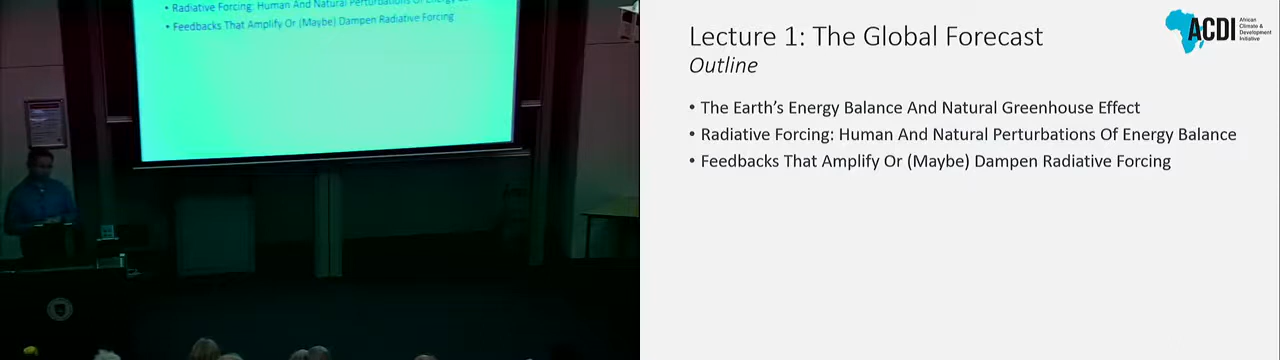 • Radiative Forcing: Human And Natural Perturbations Of Energy
• Feedbacks That Amplify Or (Maybe) Dampen Radiative Forcing
Lecture 1: The Global Forecast
Outline
• The Earth's Energy Balance And Natural Greenhouse Effect
• Radiative Forcing: Human And Natural Perturbations Of Energy Balance
• Feedbacks That Amplify Or (Maybe) Dampen Radiative Forcing
ACDI
African
Climate &
Development
Initiative